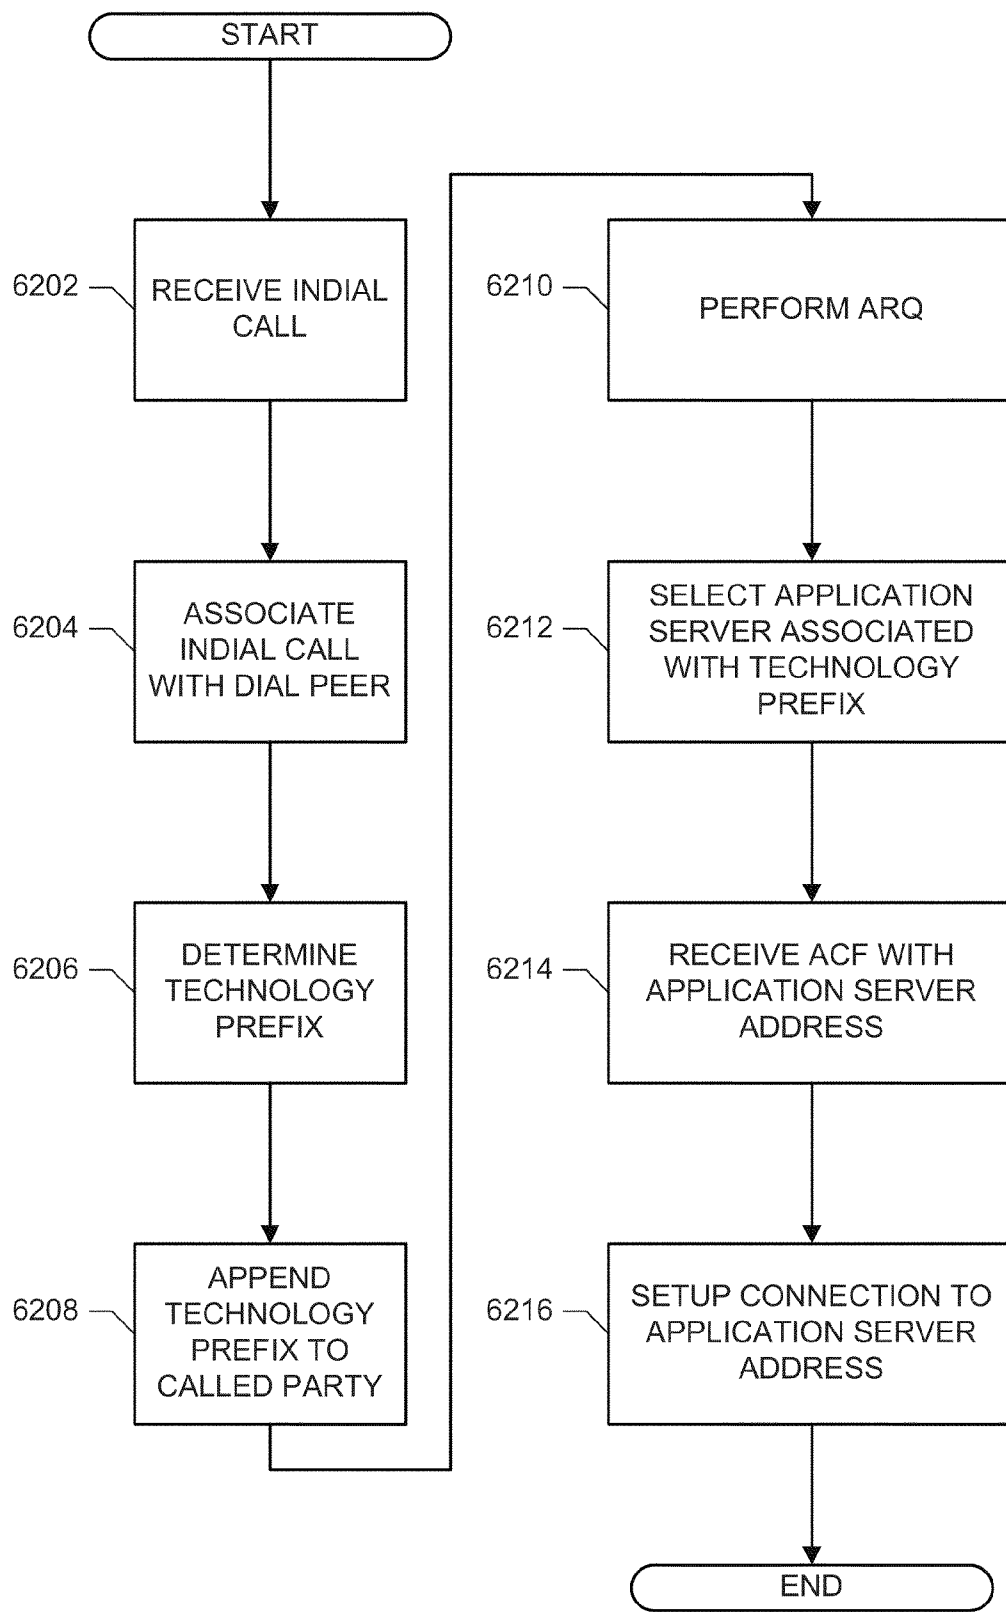 START
6202
RECEIVE INDIAL
CALL
6204
ASSOCIATE
INDIAL CALL
WITH DIAL PEER
6206
DETERMINE
TECHNOLOGY
PREFIX
6208
APPEND
TECHNOLOGY
PREFIX TO
CALLED PARTY
6210
PERFORM ARQ
6212
SELECT APPLICATION
SERVER ASSOCIATED
WITH TECHNOLOGY
PREFIX
6214
RECEIVE ACF WITH
APPLICATION SERVER
ADDRESS
6216
SETUP CONNECTION TO
APPLICATION SERVER
ADDRESS
END